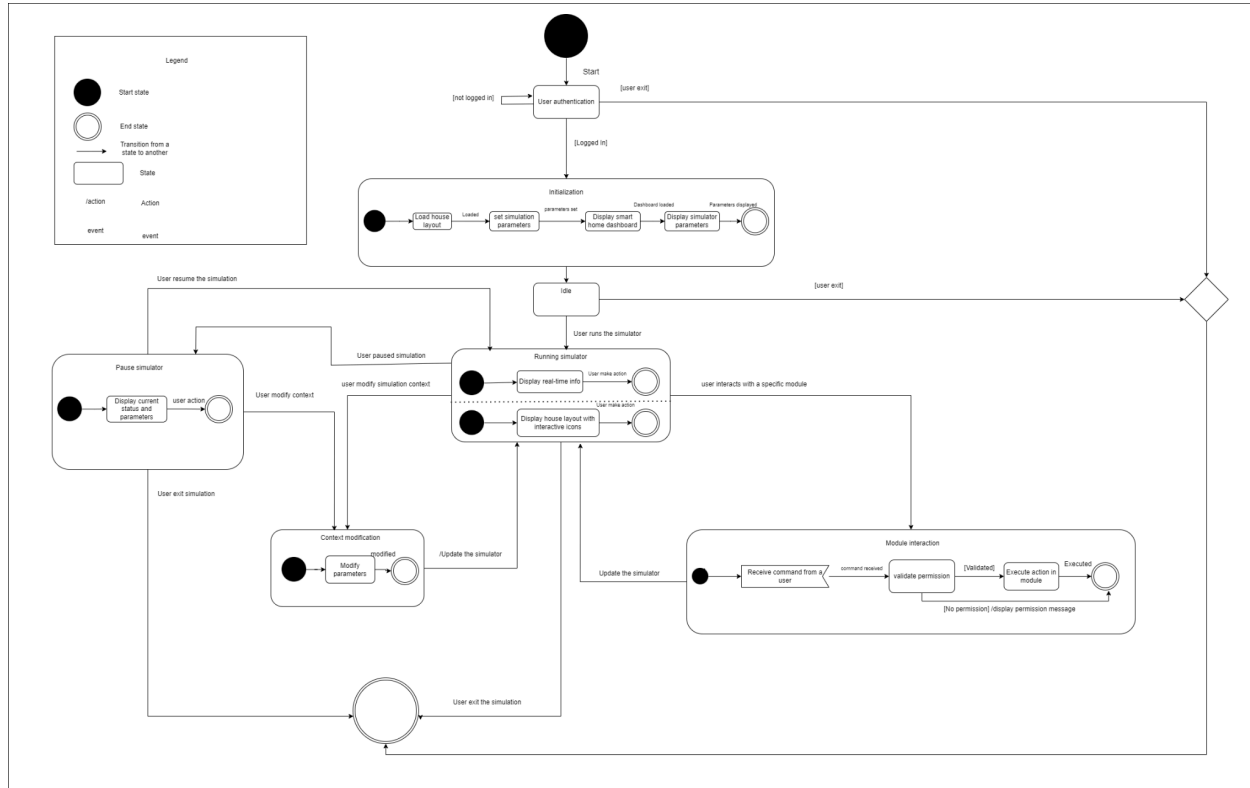 Legend
Start state
End state
Transition from a
state to another
State
/action
Action
event
event
Start
[not logged in]
User authentication
[user exit]
[Logged In]
Initialization
Load house
layout
Loaded
set simulation
parameters
parameters set
Display smart
home dashboard
Dashboard loaded
Display simulator
parameters
Parameters displayed
Idle
[user exit]
User runs the simulator
User resume the simulation
User paused simulation
Pause simulator
Display current
status and
parameters
user action
User modify context
user modify simulation context
Running simulator
Display real-time info
User make action
Display house layout with
interactive icons
User make action
user interacts with a specific module
User exit simulation
Context modification
Modify
parameters
modified
/Update the simulator
Update the simulator
Module interaction
Receive command from a
user
command received
validate permission
[Validated]
Execute action in
module
Executed
[No permission] /display permission message
User exit the simulation